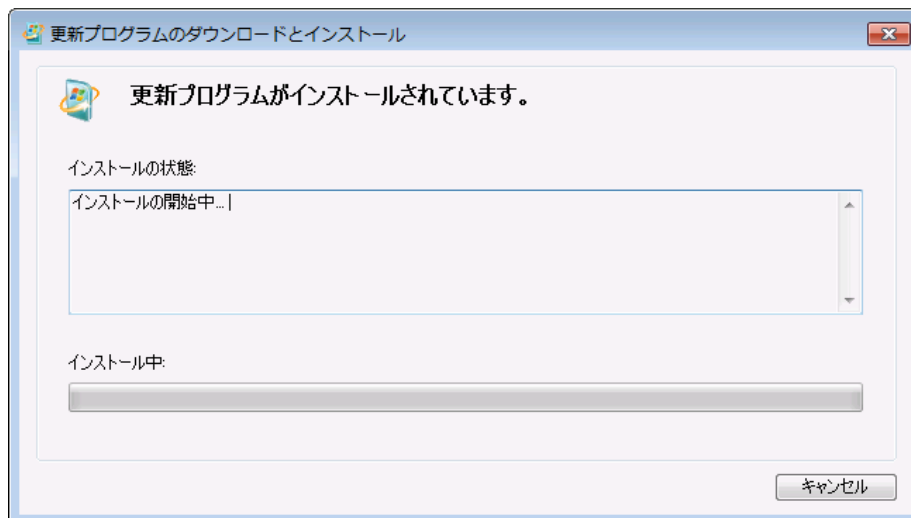 更新プログラムのダウンロードとインストール
更新プログラムがインストールされています。
インストールの状態:
インストールの開始中...
インストール中:
キャンセル